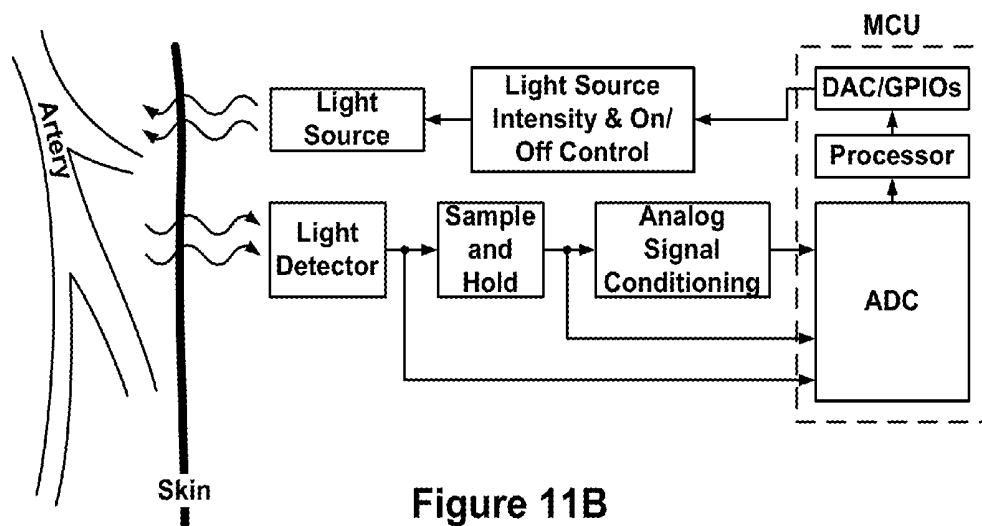 MCU
Light
Source
Light Source
Intensity & On/
Off Control
DAC/GPIOs
Processor
Artery
Light
Detector
Sample
and
Hold
Analog
Signal
Conditioning
ADC
Skin
Figure 11B